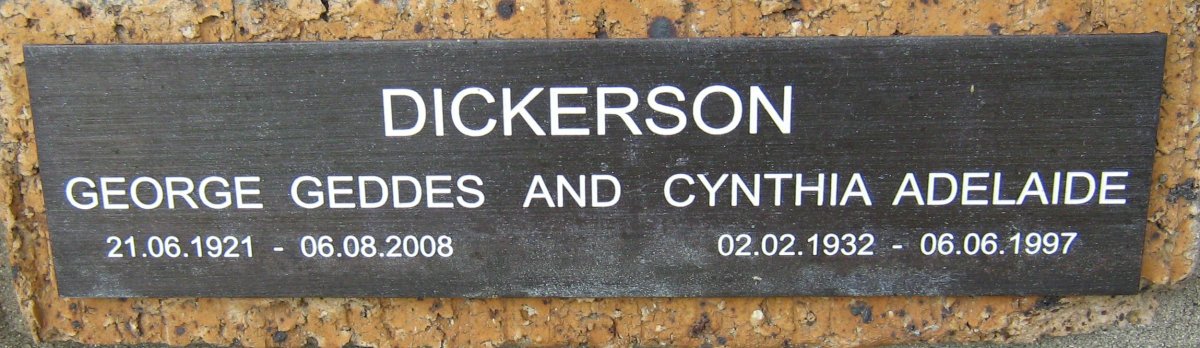 DICKERSON
GEORGE GEDDES AND CYNTHIA ADELAIDE
21.06.1921 - 06.08.2008 02.02.1932 - 06.06.1997